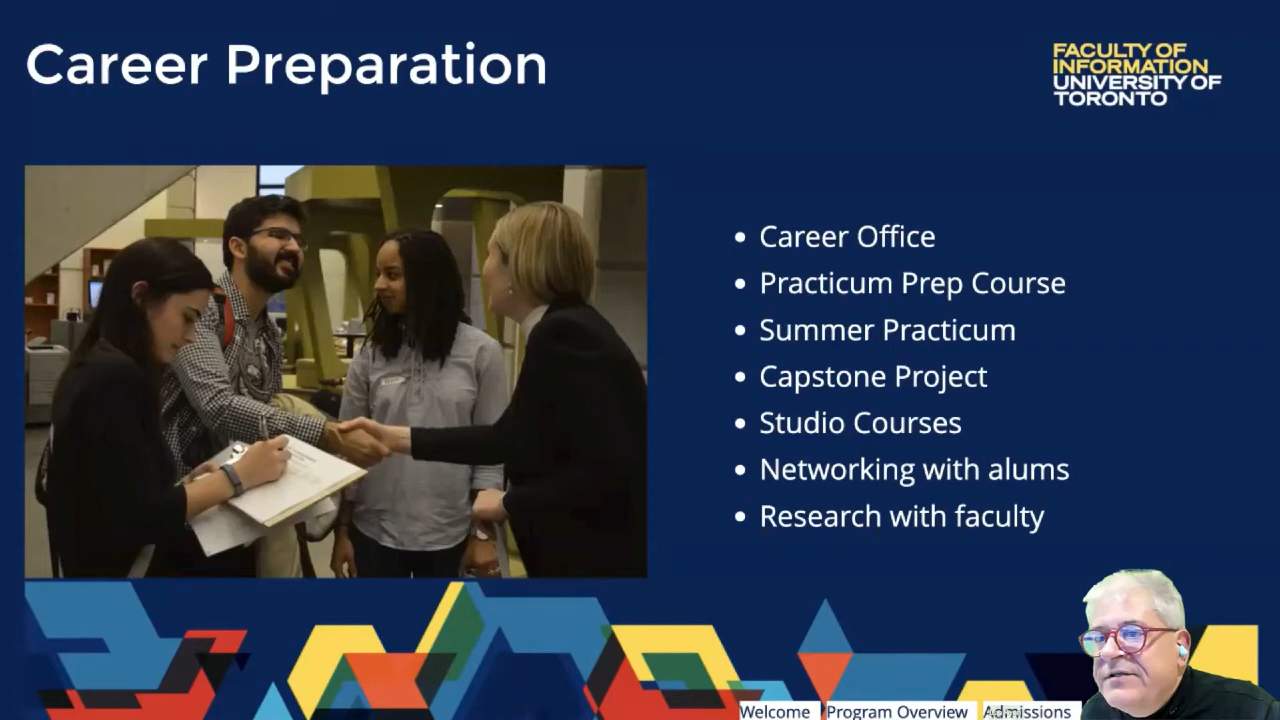 Career Preparation
FACULTY OF
INFORMATION
UNIVERSITY OF
TORONTO
• Career Office
• Practicum Prep Course
• Summer Practicum
• Capstone Project
• Studio Courses
• Networking with alums
• Research with faculty
Welcome Program Overview Admissions